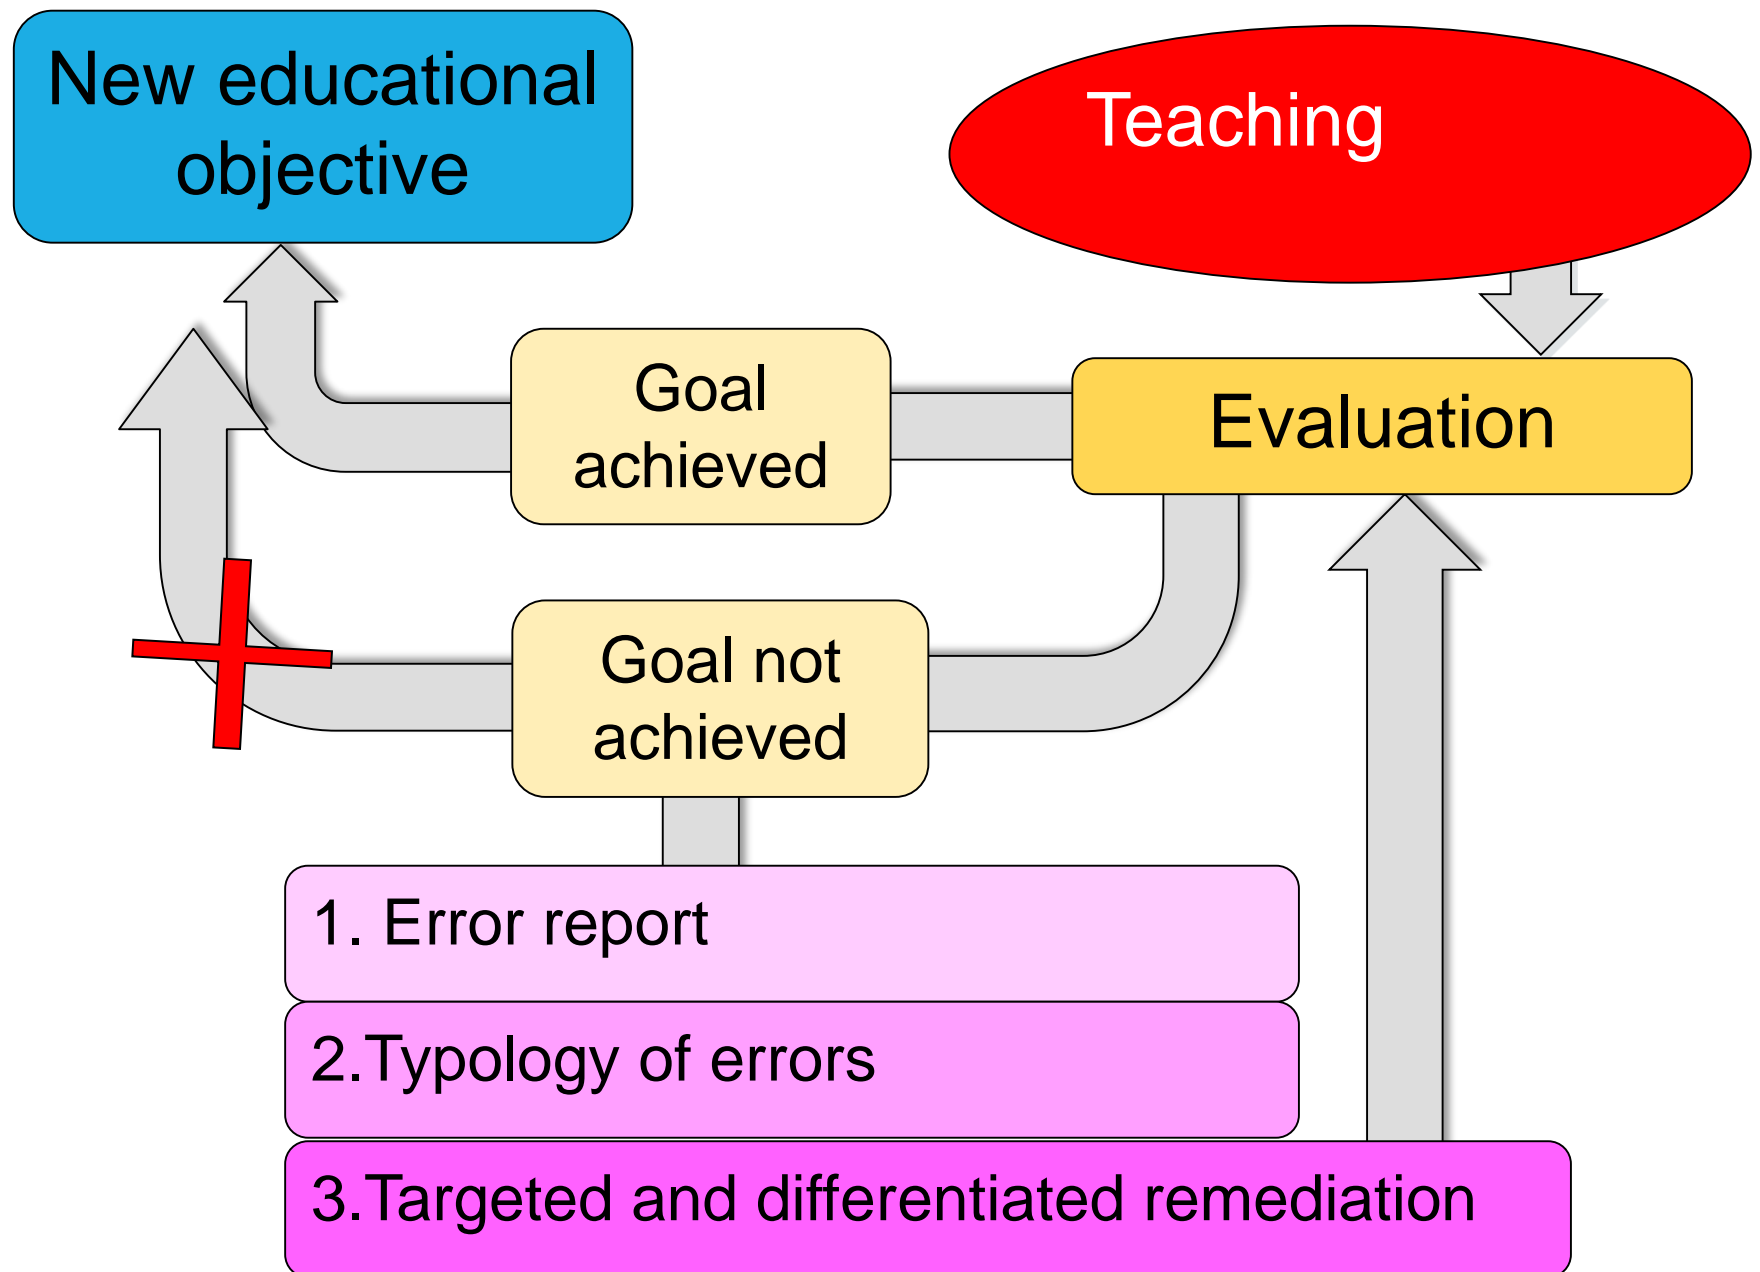 New educational
objective
Teaching
Goal
achieved
Evaluation
Goal not
achieved
1. Error report
2.Typology of errors
3.Targeted and differentiated remediation